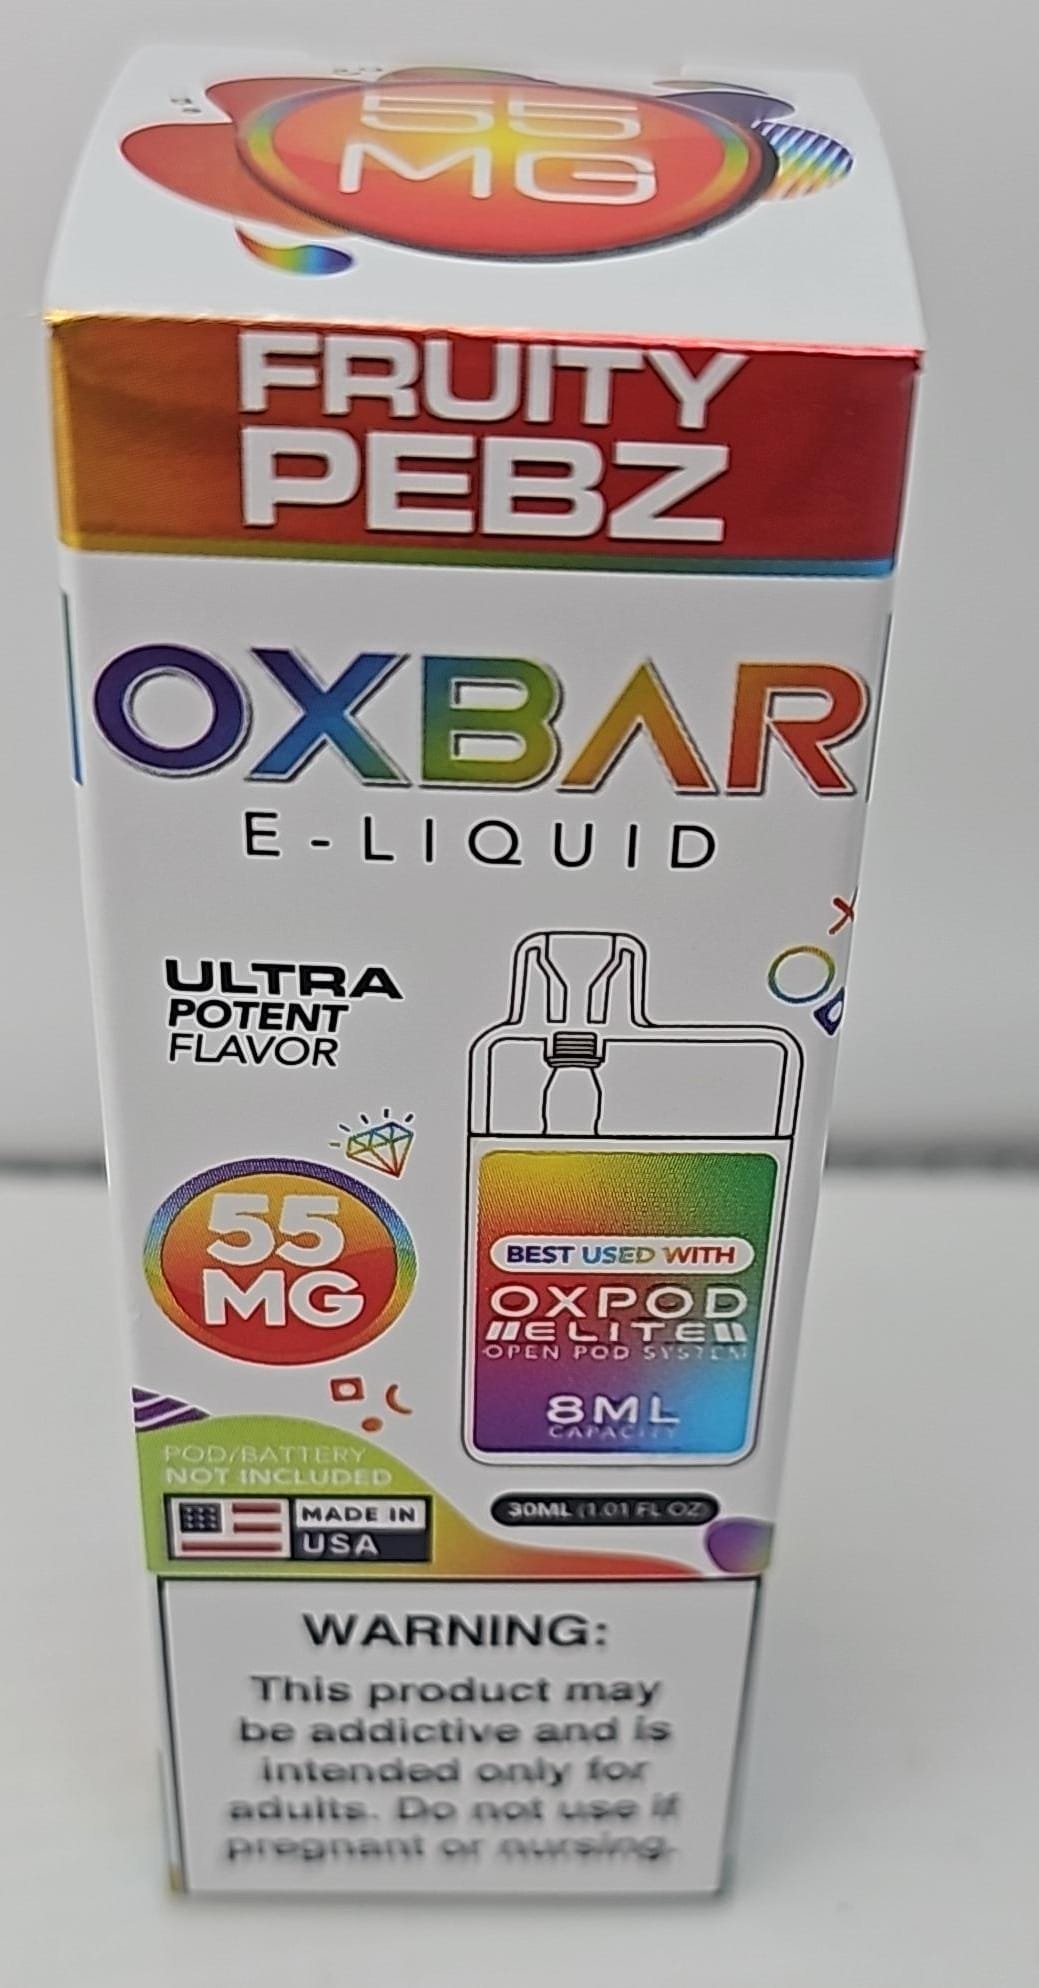 55
MG
FRUITY
PEBZ
OXBAR
E-LIQUID
ULTRA
POTENT
FLAVOR
55
MG
BEST USED WITH
OXPOD
ELITE
OPEN POD SYSTEM
8ML
CAPACITY
POD/BATTERY
NOT INCLUDED
MADE IN
USA
30ML (1.01 FL OZ)
WARNING:
This product may
be addictive and is
intended only for
adults. Do not use if
pregnant or nursing.